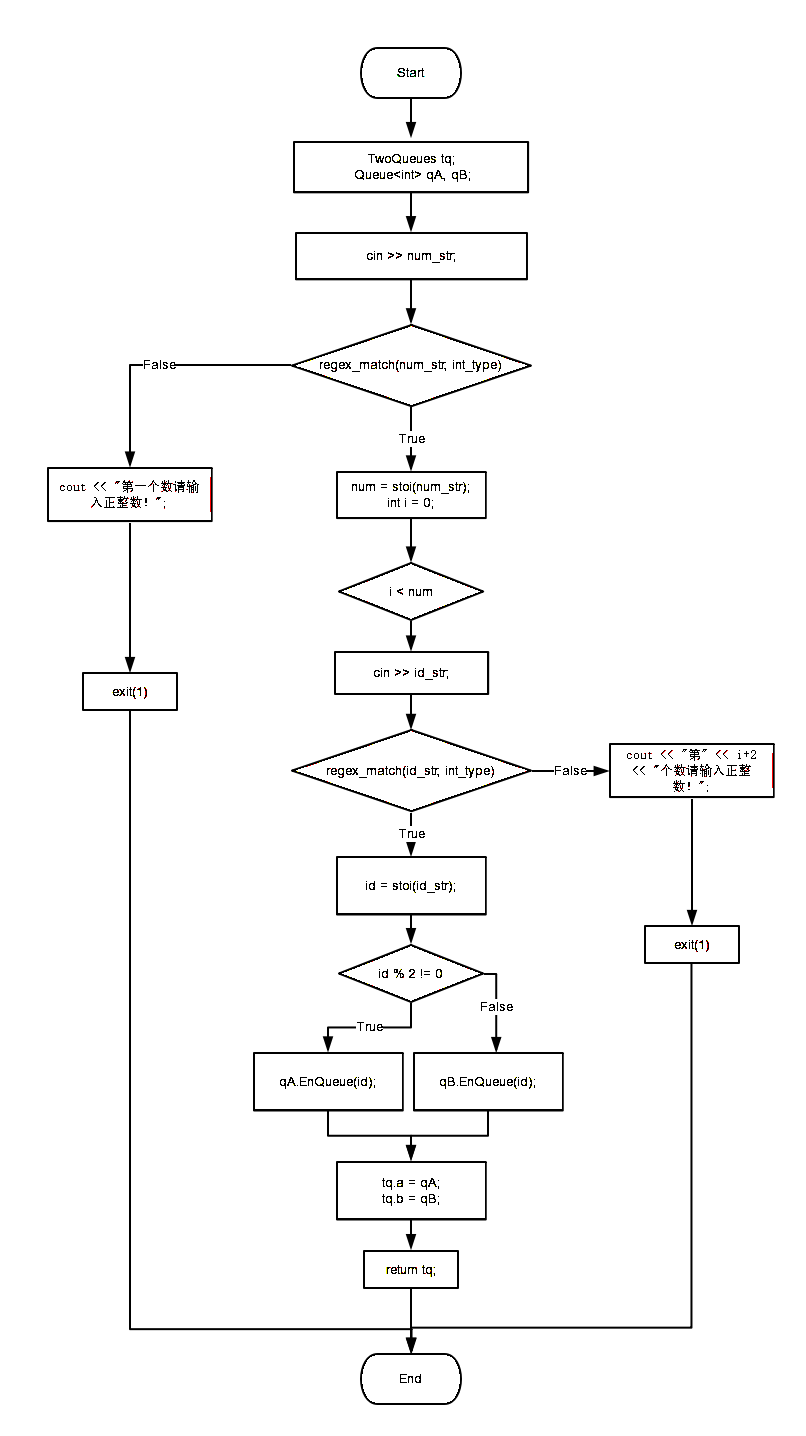 Start
TwoQueues tq;
Queue<int> qA, qB;
cin >> num_str;
regex_match(num_str, int_type)
False
True
cout << "第一个数请输
入正整数! ";
num = stoi(num_str);
int i = 0;
i < num
exit(1)
cin >> id_str;
regex_match(id_str, int_type)
False
cout << "第" << i+2
<< "个数请输入正整
数! ";
True
id = stoi(id_str);
exit(1)
id % 2 != 0
True
False
qA.EnQueue(id);
qB.EnQueue(id);
tq.a = qA;
tq.b = qB;
return tq;
End